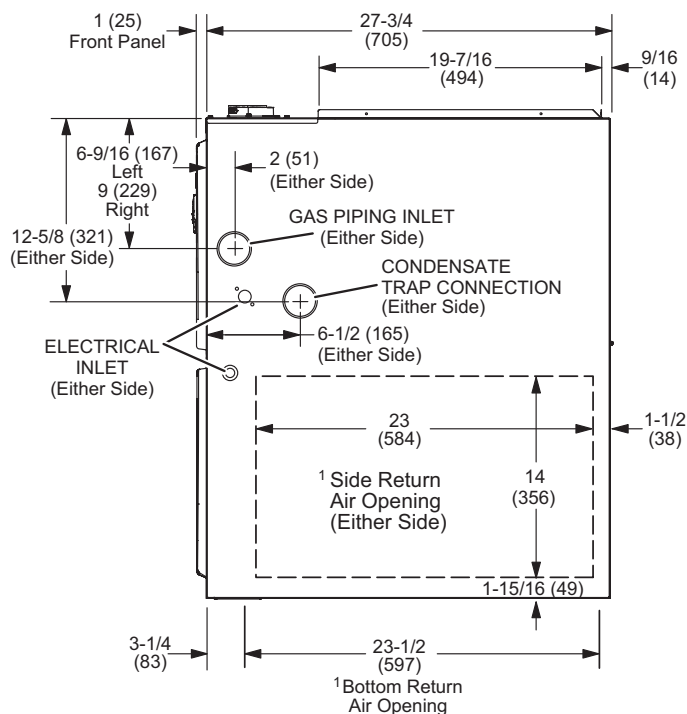 1 (25)
Front Panel
27-3/4
(705)
19-7/16
(494)
9/16
(14)
6-9/16 (167)
Left
9 (229)
Right
2 (51)
(Either Side)
12-5/8 (321)
(Either Side)
GAS PIPING INLET
(Either Side)
CONDENSATE
TRAP CONNECTION
(Either Side)
6-1/2 (165)
(Either Side)
ELECTRICAL
INLET
(Either Side)
23
(584)
1-1/2
(38)
1 Side Return
Air Opening
(Either Side)
14
(356)
1-15/16 (49)
3-1/4
(83)
23-1/2
(597)
1 Bottom Return
Air Opening